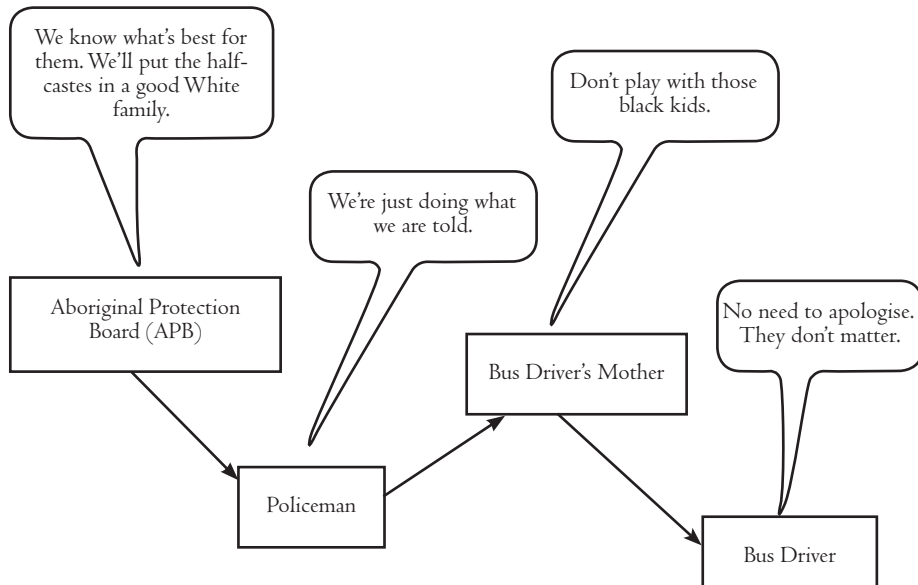 We know what's best for
them. We'll put the half-
castes in a good White
family.
Don't play with those
black kids.
We're just doing what
we are told.
No need to apologise.
They don't matter.
Aboriginal Protection
Board (APB)
Bus Driver's Mother
Policeman
Bus Driver